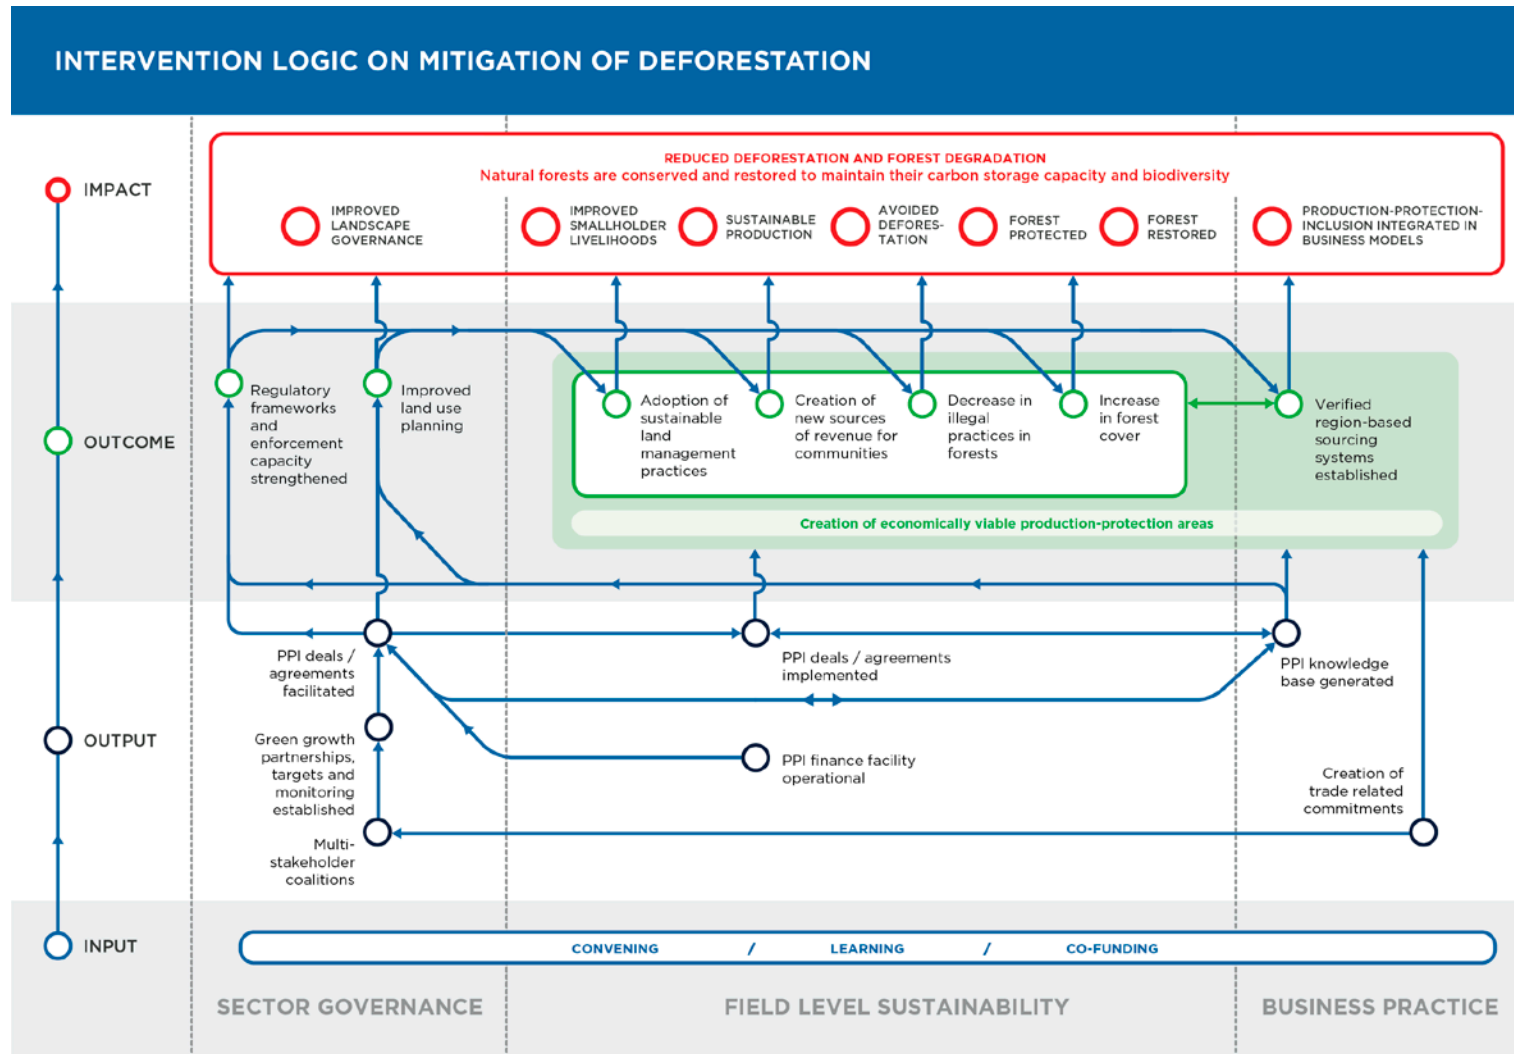 INTERVENTION LOGIC ON MITIGATION OF DEFORESTATION
REDUCED DEFORESTATION AND FOREST DEGRADATION
Natural forests are conserved and restored to maintain their carbon storage capacity and biodiversity
IMPACT
IMPROVED
LANDSCAPE
GOVERNANCE
IMPROVED
SMALLHOLDER
LIVELIHOODS
SUSTAINABLE
PRODUCTION
AVOIDED
DEFORES-
TATION
FOREST
PROTECTED
FOREST
RESTORED
PRODUCTION-PROTECTION-
INCLUSION INTEGRATED IN
BUSINESS MODELS
OUTCOME
Regulatory
frameworks
and
enforcement
capacity
strengthened
Improved
land use
planning
Adoption of
sustainable
land
management
practices
Creation of
new sources
of revenue for
communities
Decrease in
illegal
practices in
forests
Increase
in forest
cover
Verified
region-based
sourcing
systems
established
Creation of economically viable production-protection areas
OUTPUT
PPI deals /
agreements
facilitated
PPI deals / agreements
implemented
PPI knowledge
base generated
Green growth
partnerships,
targets and
monitoring
established
PPI finance facility
operational
Creation of
trade related
commitments
Multi-
stakeholder
coalitions
INPUT
CONVENING / LEARNING / CO-FUNDING
SECTOR GOVERNANCE
FIELD LEVEL SUSTAINABILITY
BUSINESS PRACTICE